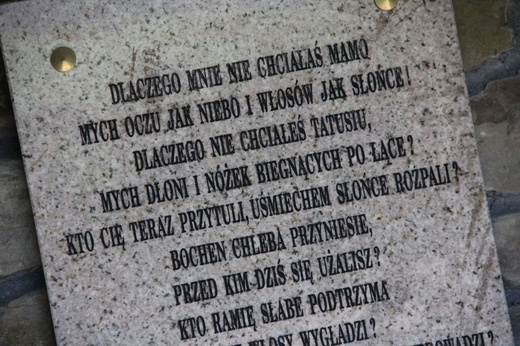 DLACZEGO MNIE NIE CHCIAŁAŚ MAMO
MYCH OCZU JAK NIEBO I WŁOSÓW JAK SŁOŃCE!
DLACZEGO NIE CHCIAŁEŚ TATUSIU,
MYCH DŁONI I NÓŻEK BIEGNĄCYCH PO ŁĄCE?
KTO CIĘ TERAZ PRZYTULI, UŚMIECHEM SŁOŃCE ROZPALI?
BOCHEN CHLEBA PRZYNIESIE,
PRZED KIM DZIŚ SIĘ UŻALISZ?
KTO RAMIĘ SŁABE PODTRZYMA
WŁOSY WYGŁADZI?